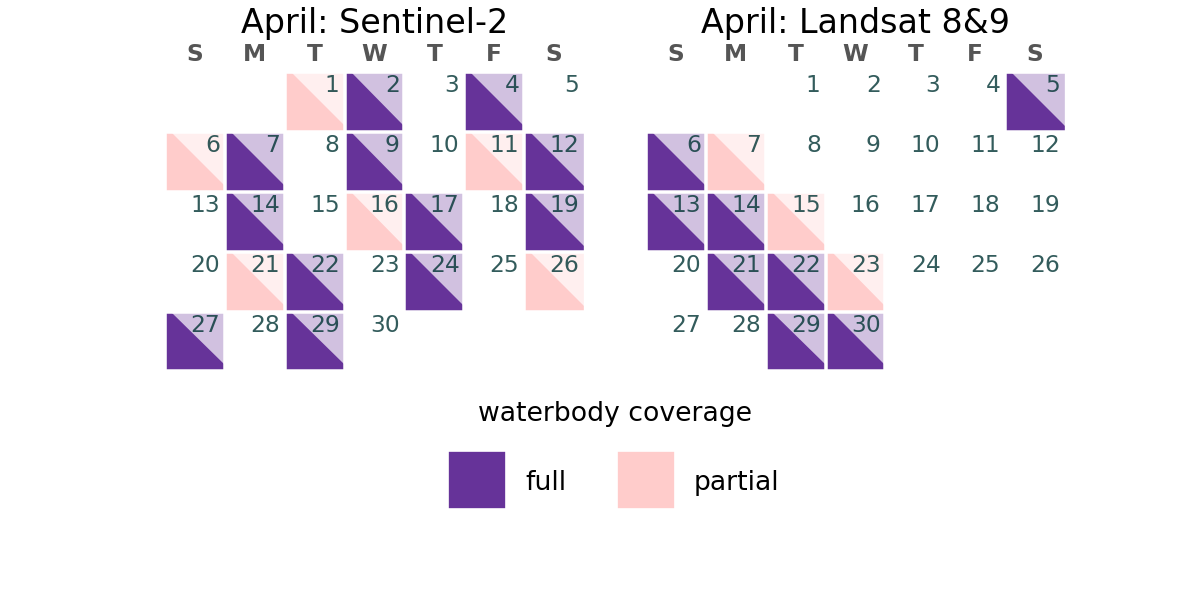 April: Sentinel-2
S M T W T F S
1 2 3 4 5
6 7 8 9 10 11 12
13 14 15 16 17 18 19
20 21 22 23 24 25 26
27 28 29 30
April: Landsat 8&9
S M T W T F S
1 2 3 4 5
6 7 8 9 10 11 12
13 14 15 16 17 18 19
20 21 22 23 24 25 26
27 28 29 30
waterbody coverage
full partial